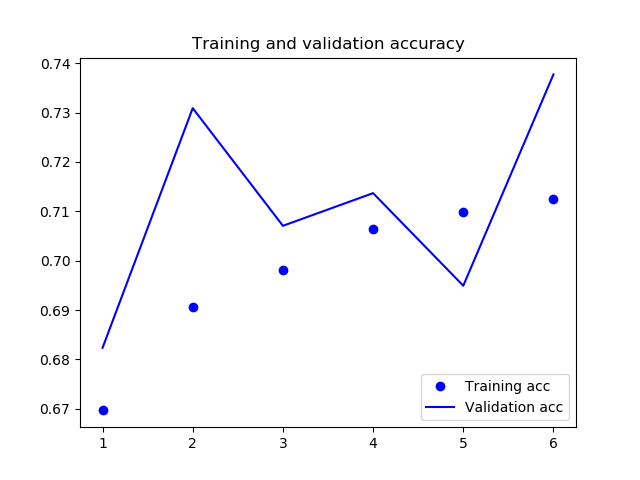 Training and validation accuracy
0.74
0.73
0.72
0.71
0.70
0.69
0.68
0.67
Training acc
Validation acc
1 2 3 4 5 6